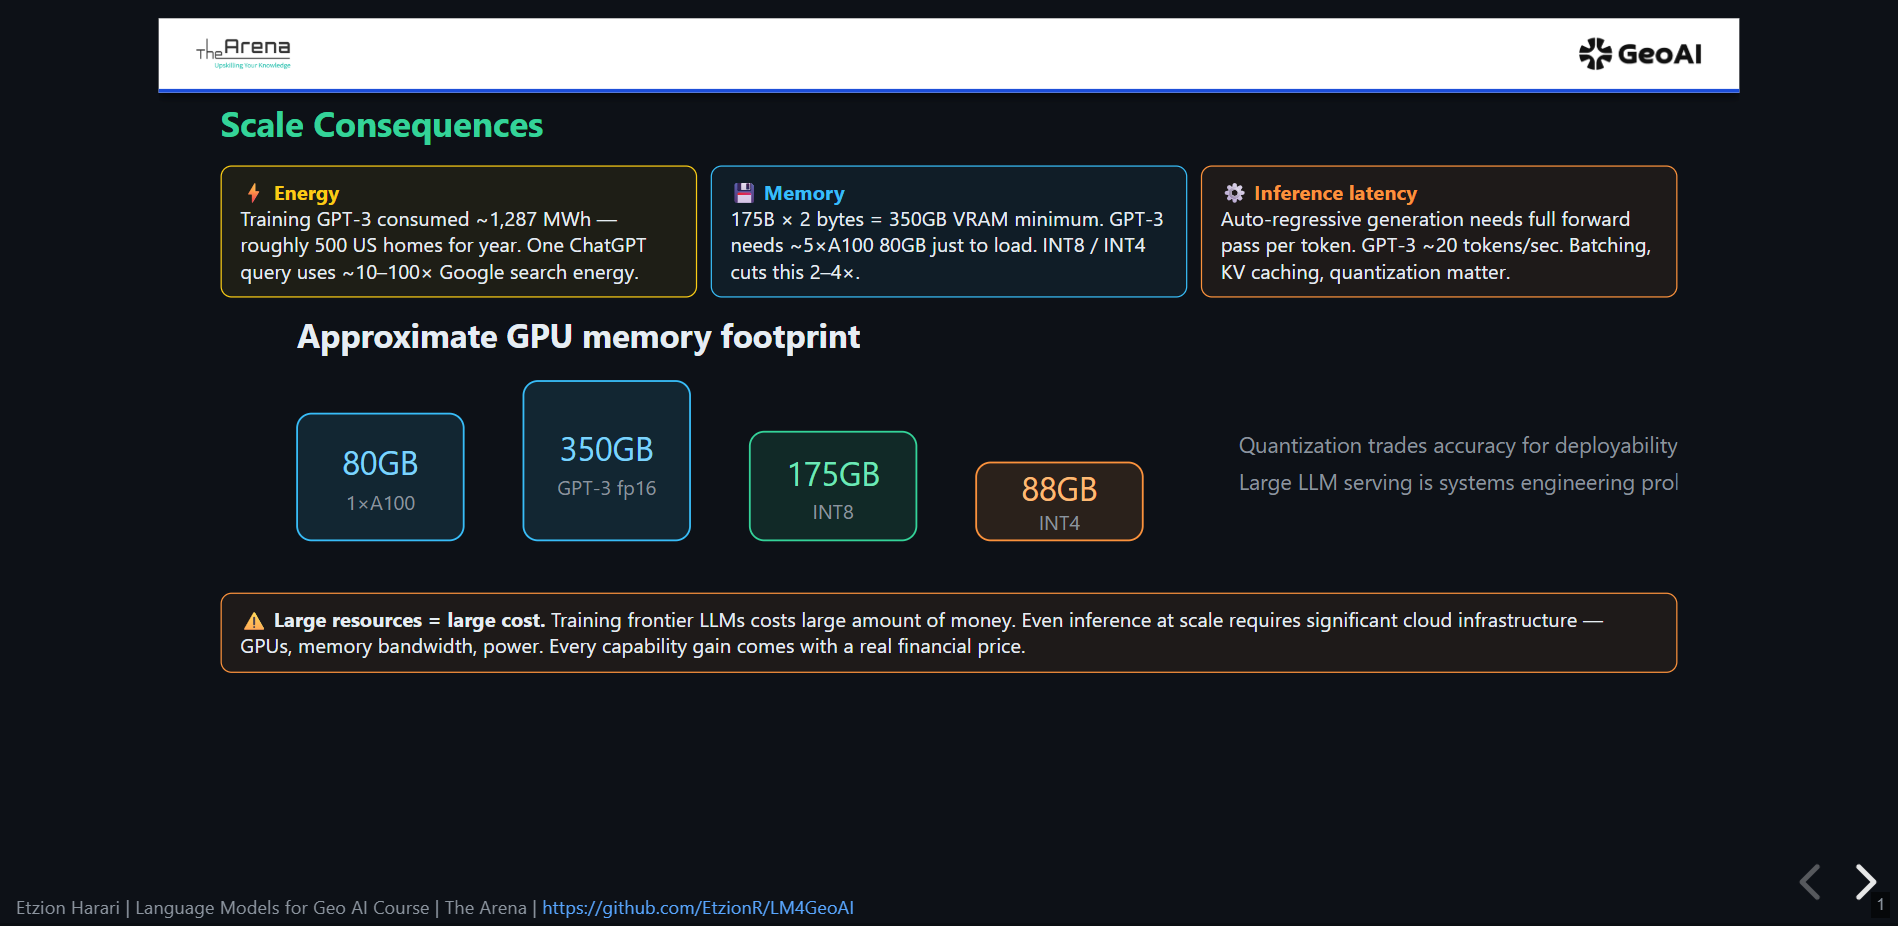 The Arena
Upskilling Your Knowledge
GeoAI
Scale Consequences
⚡ Energy
Training GPT-3 consumed ~1,287 MWh —
roughly 500 US homes for year. One ChatGPT
query uses ~10–100× Google search energy.
💾 Memory
175B × 2 bytes = 350GB VRAM minimum. GPT-3
needs ~5×A100 80GB just to load. INT8 / INT4
cuts this 2–4×.
⚙️ Inference latency
Auto-regressive generation needs full forward
pass per token. GPT-3 ~20 tokens/sec. Batching,
KV caching, quantization matter.
Approximate GPU memory footprint
80GB
1×A100
350GB
GPT-3 fp16
175GB
INT8
88GB
INT4
Quantization trades accuracy for deployability
Large LLM serving is systems engineering
⚠️ Large resources = large cost. Training frontier LLMs costs large amount of money. Even inference at scale requires significant cloud infrastructure —
GPUs, memory bandwidth, power. Every capability gain comes with a real financial price.
Etzion Harari | Language Models for Geo AI Course | The Arena | https://github.com/EtzionR/LM4GeoAI
1